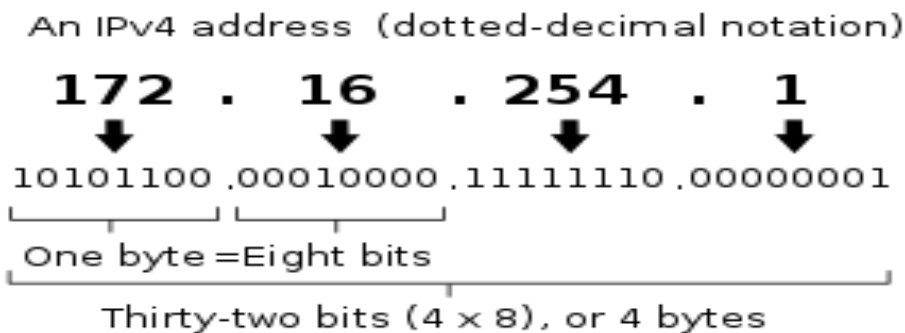 An IPv4 address (dotted-decimal notation)
172 . 16 . 254 . 1
10101100 .00010000 .11111110 .00000001
One byte =Eight bits
Thirty-two bits (4 x 8), or 4 bytes